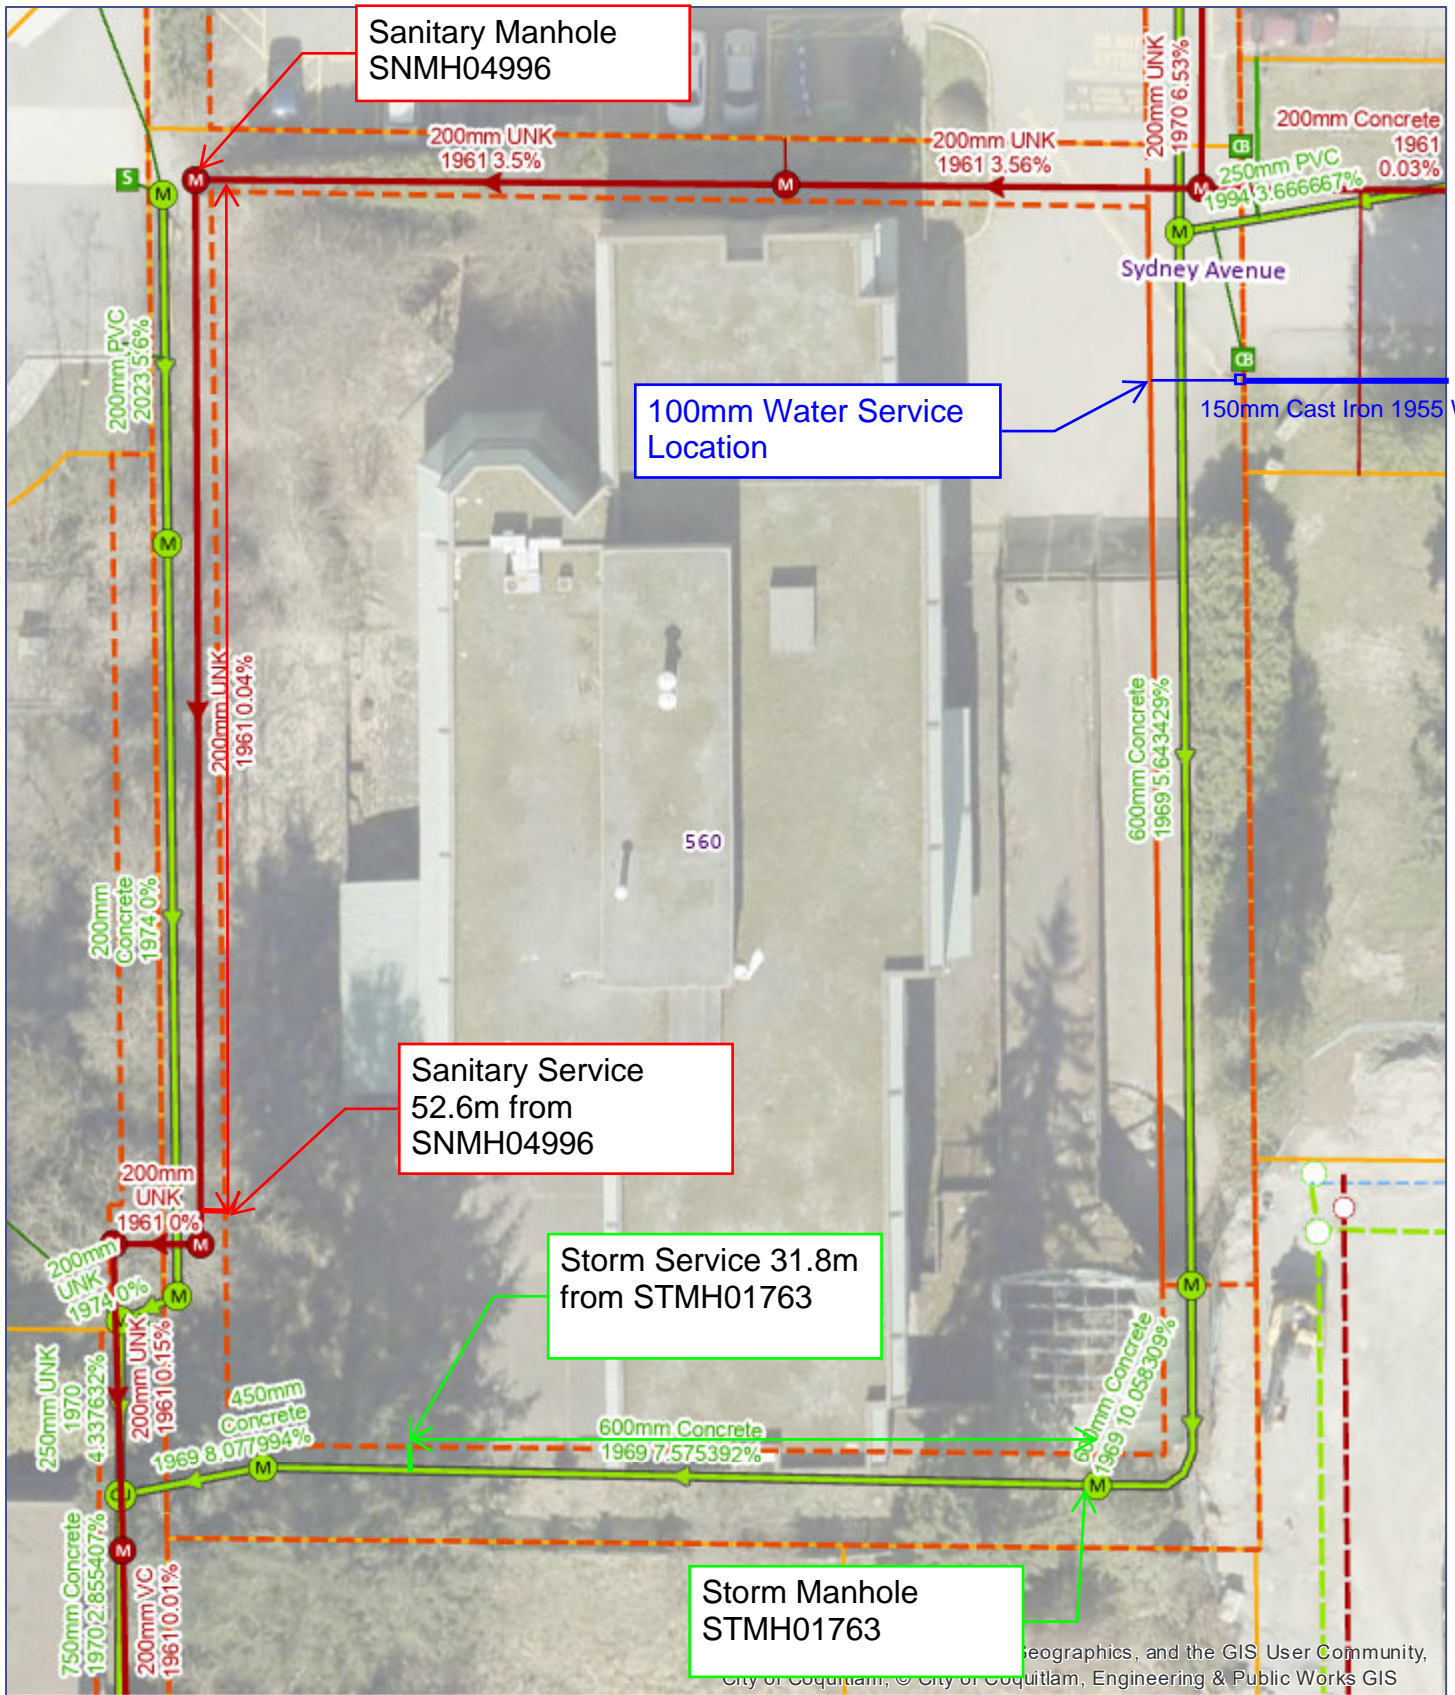 Sanitary Manhole
SNMH04996
200mm UNK
1961 3.5%
200mm UNK
1961 3.56%
200mm UNK
1970 6.53%
200mm Concrete
1961
0.03%
250mm PVC
1994 3.666667%
CB
S
M
M
M
M
M
Sydney Avenue
200mm PVC
2023 5.6%
CB
100mm Water Service
Location
150mm Cast Iron 1955
M
200mm UNK
1961 0.04%
600mm Concrete
1969 5.643429%
560
200mm
Concrete
1974 0%
Sanitary Service
52.6m from
SNMH04996
200mm
UNK
1961 0%
M
200mm
UNK
1974 0%
M
Storm Service 31.8m
from STMH01763
M
250mm UNK
1970
4.337632%
200mm UNK
1961 0.15%
450mm
Concrete
1969 8.077994%
M
600mm Concrete
1969 7.575392%
1969 10.058309%
M
M
750mm Concrete
1970 2.855407%
200mm VC
1961 0.01%
Storm Manhole
STMH01763
Geographics, and the GIS User Community,
City of Coquitlam, © City of Coquitlam, Engineering & Public Works GIS